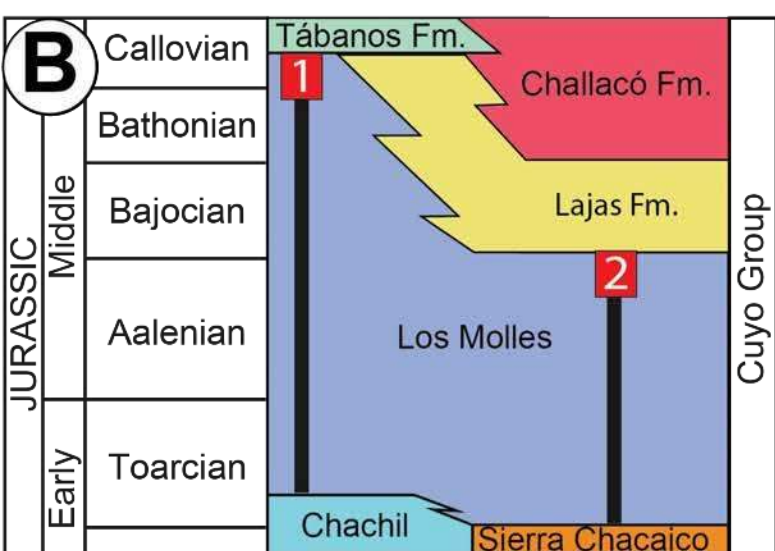 B
JURASSIC
Middle
Early
Callovian
Bathonian
Bajocian
Aalenian
Toarcian
Tábanos Fm.
1
Challacó Fm.
Lajas Fm.
2
Los Molles
Chachil
Sierra Chacaico
Cuyo Group